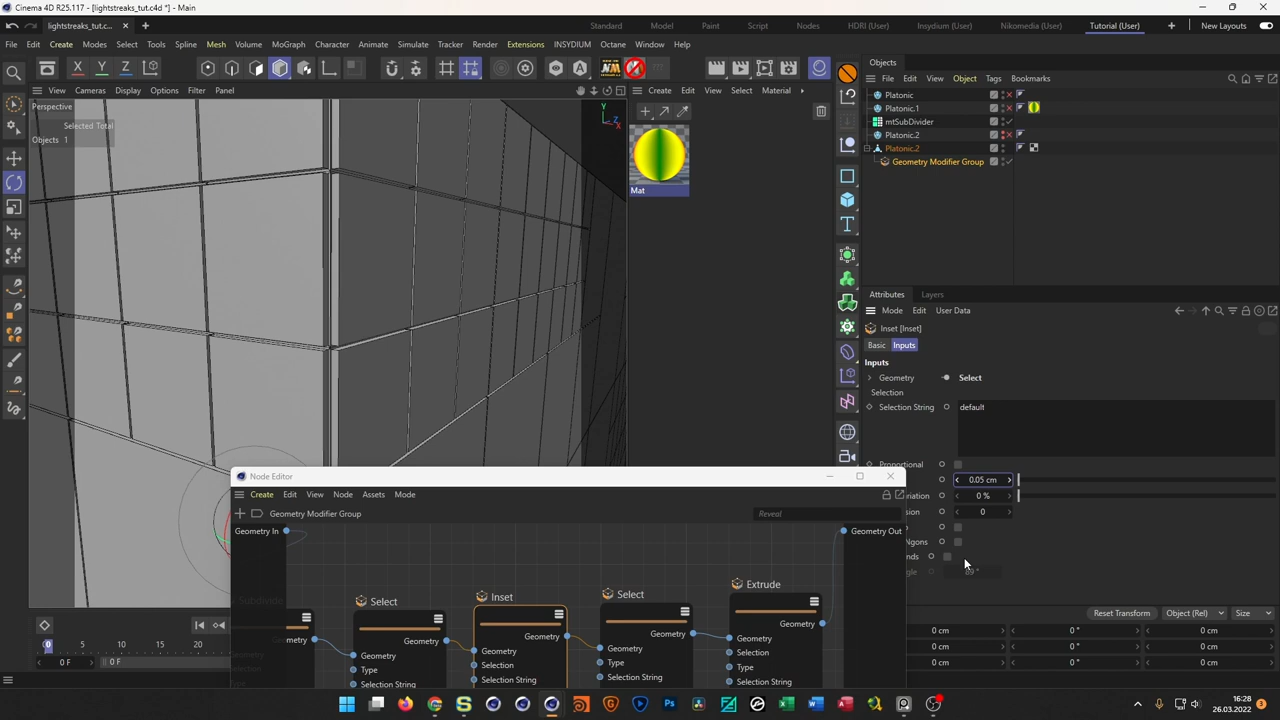 Cinema 4D R25.117 - [lightstreaks_tut.c4d *] - Main
lightstreaks_tut.c...
Standard
Model
Paint
Script
Nodes
HDRI (User)
Insydium (User)
Nikomedia (User)
Tutorial (User)
New Layouts
File Edit Create Modes Select Tools Spline Mesh Volume MoGraph Character Animate Simulate Tracker Render Extensions INSYDIUM Octane Window Help
X Y Z
View Cameras Display Options Filter Panel
Create Edit View Select Material
Perspective
Selected Total
Objects 1
Y
X
Mat
Objects
File Edit View Object Tags Bookmarks
Platonic
Platonic.1
mtSubDivider
Platonic.2
Platonic.2
Geometry Modifier Group
Attributes Layers
Mode Edit User Data
Inset [Inset]
Basic Inputs
Inputs
Geometry Select
Selection
Selection String default
Proportional
0.05 cm
0 %
0
89 °
Reset Transform Object (Rel) Size
0 cm 0 ° 0 cm
0 cm 0 ° 0 cm
0 cm 0 ° 0 cm
Node Editor
Create Edit View Node Assets Mode
Geometry Modifier Group
Reveal
Geometry In
Geometry Out
Select
Geometry
Geometry
Type
Selection String
Inset
Geometry
Geometry
Selection
Selection String
Select
Geometry
Geometry
Type
Selection String
Extrude
Geometry
Geometry
Selection
Type
Selection String
0 5 10 15 20
0 F 0 F
16:28
26.03.2022